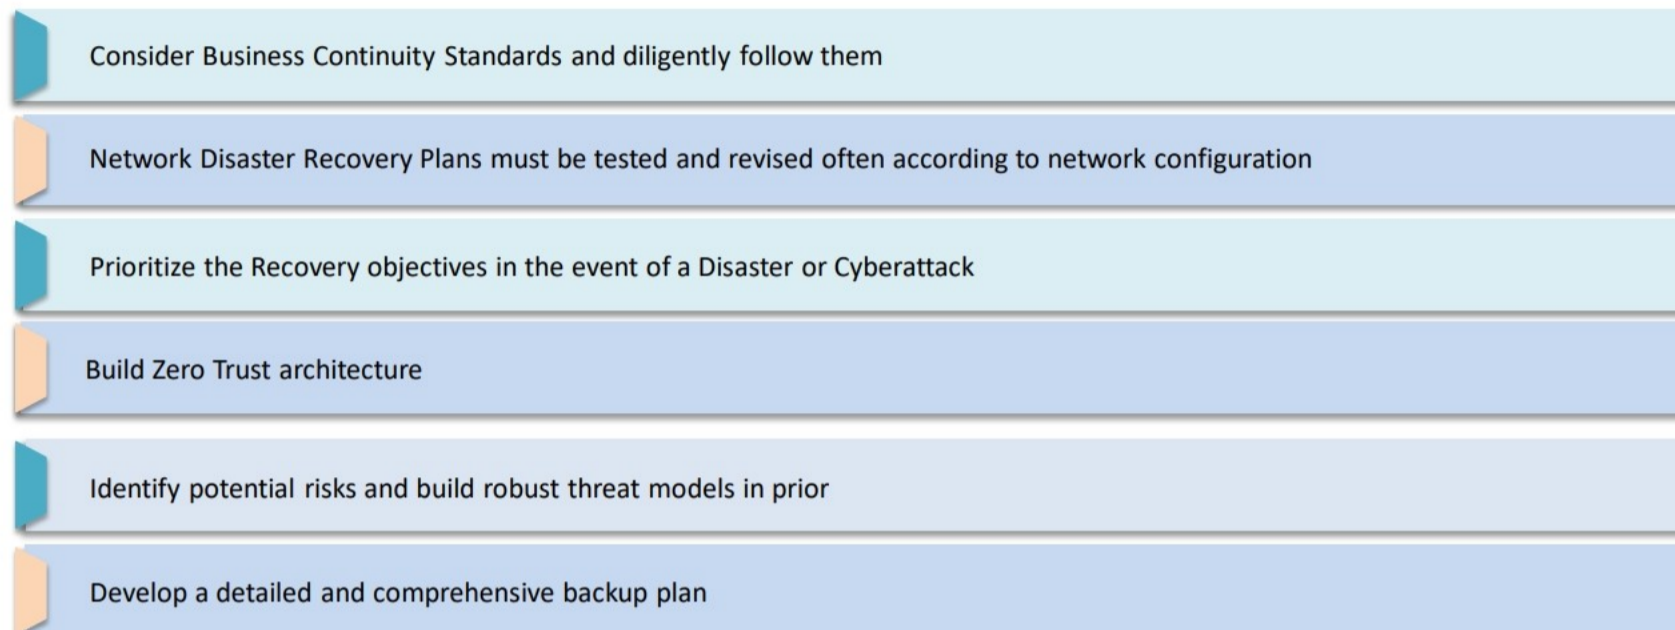 Consider Business Continuity Standards and diligently follow them
Network Disaster Recovery Plans must be tested and revised often according to network configuration
Prioritize the Recovery objectives in the event of a Disaster or Cyberattack
Build Zero Trust architecture
Identify potential risks and build robust threat models in prior
Develop a detailed and comprehensive backup plan